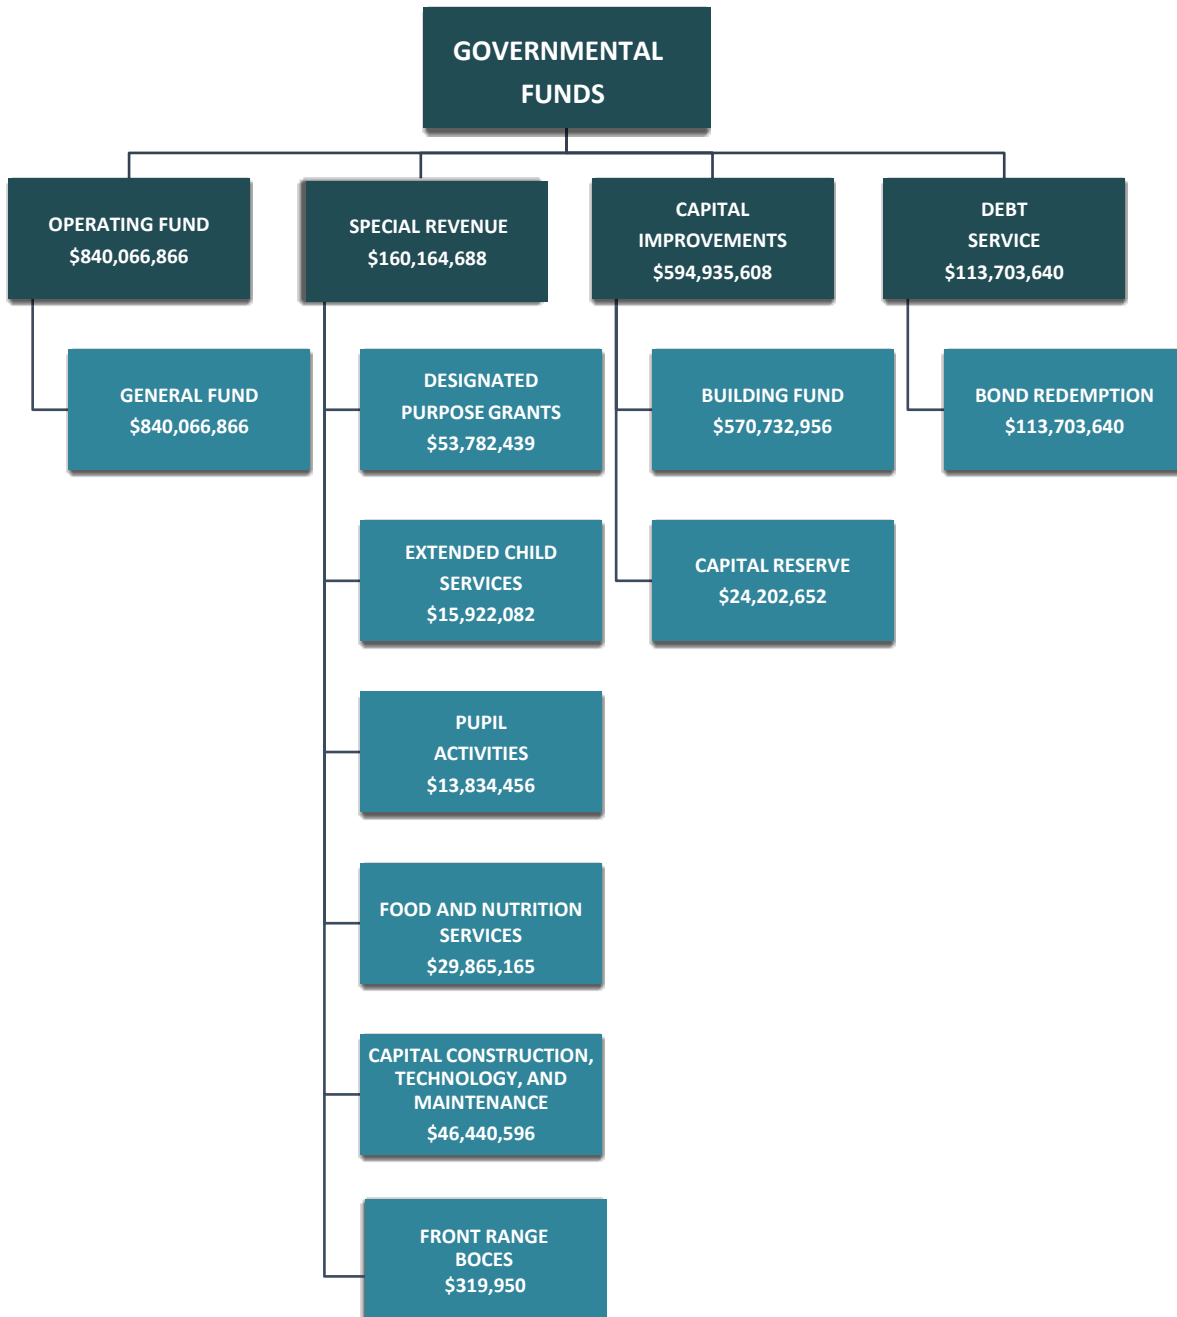 GOVERNMENTAL
FUNDS
OPERATING FUND
$840,066,866
SPECIAL REVENUE
$160,164,688
CAPITAL
IMPROVEMENTS
$594,935,608
DEBT
SERVICE
$113,703,640
GENERAL FUND
$840,066,866
DESIGNATED
PURPOSE GRANTS
$53,782,439
BUILDING FUND
$570,732,956
BOND REDEMPTION
$113,703,640
EXTENDED CHILD
SERVICES
$15,922,082
CAPITAL RESERVE
$24,202,652
PUPIL
ACTIVITIES
$13,834,456
FOOD AND NUTRITION
SERVICES
$29,865,165
CAPITAL CONSTRUCTION,
TECHNOLOGY, AND
MAINTENANCE
$46,440,596
FRONT RANGE
BOCES
$319,950